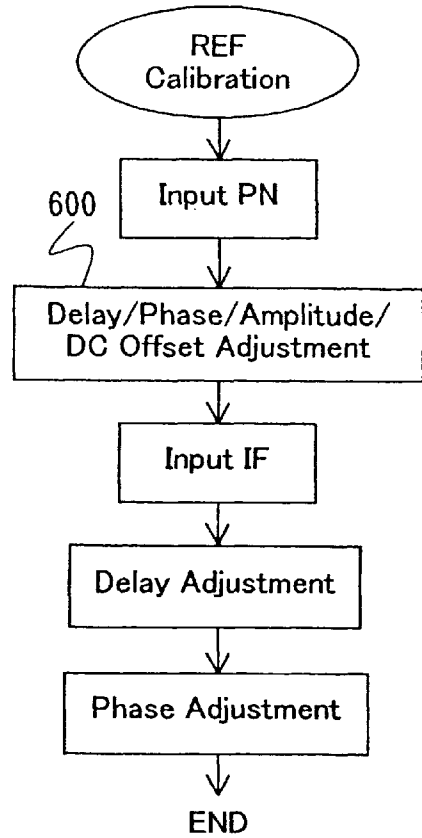 REF
Calibration
Input PN
600
Delay/Phase/Amplitude/
DC Offset Adjustment
Input IF
Delay Adjustment
Phase Adjustment
END